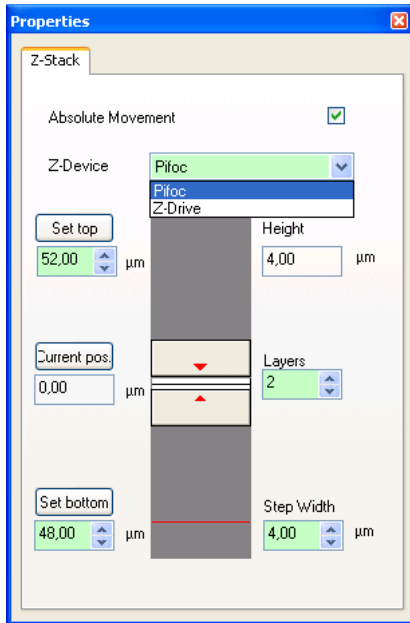 Properties
Z-Stack
Absolute Movement
Z-Device
Pifoc
Pifoc
Z-Drive
Set top
Height
52,00 µm
4,00 µm
Current pos.
Layers
0,00 µm
2
Set bottom
Step Width
48,00 µm
4,00 µm